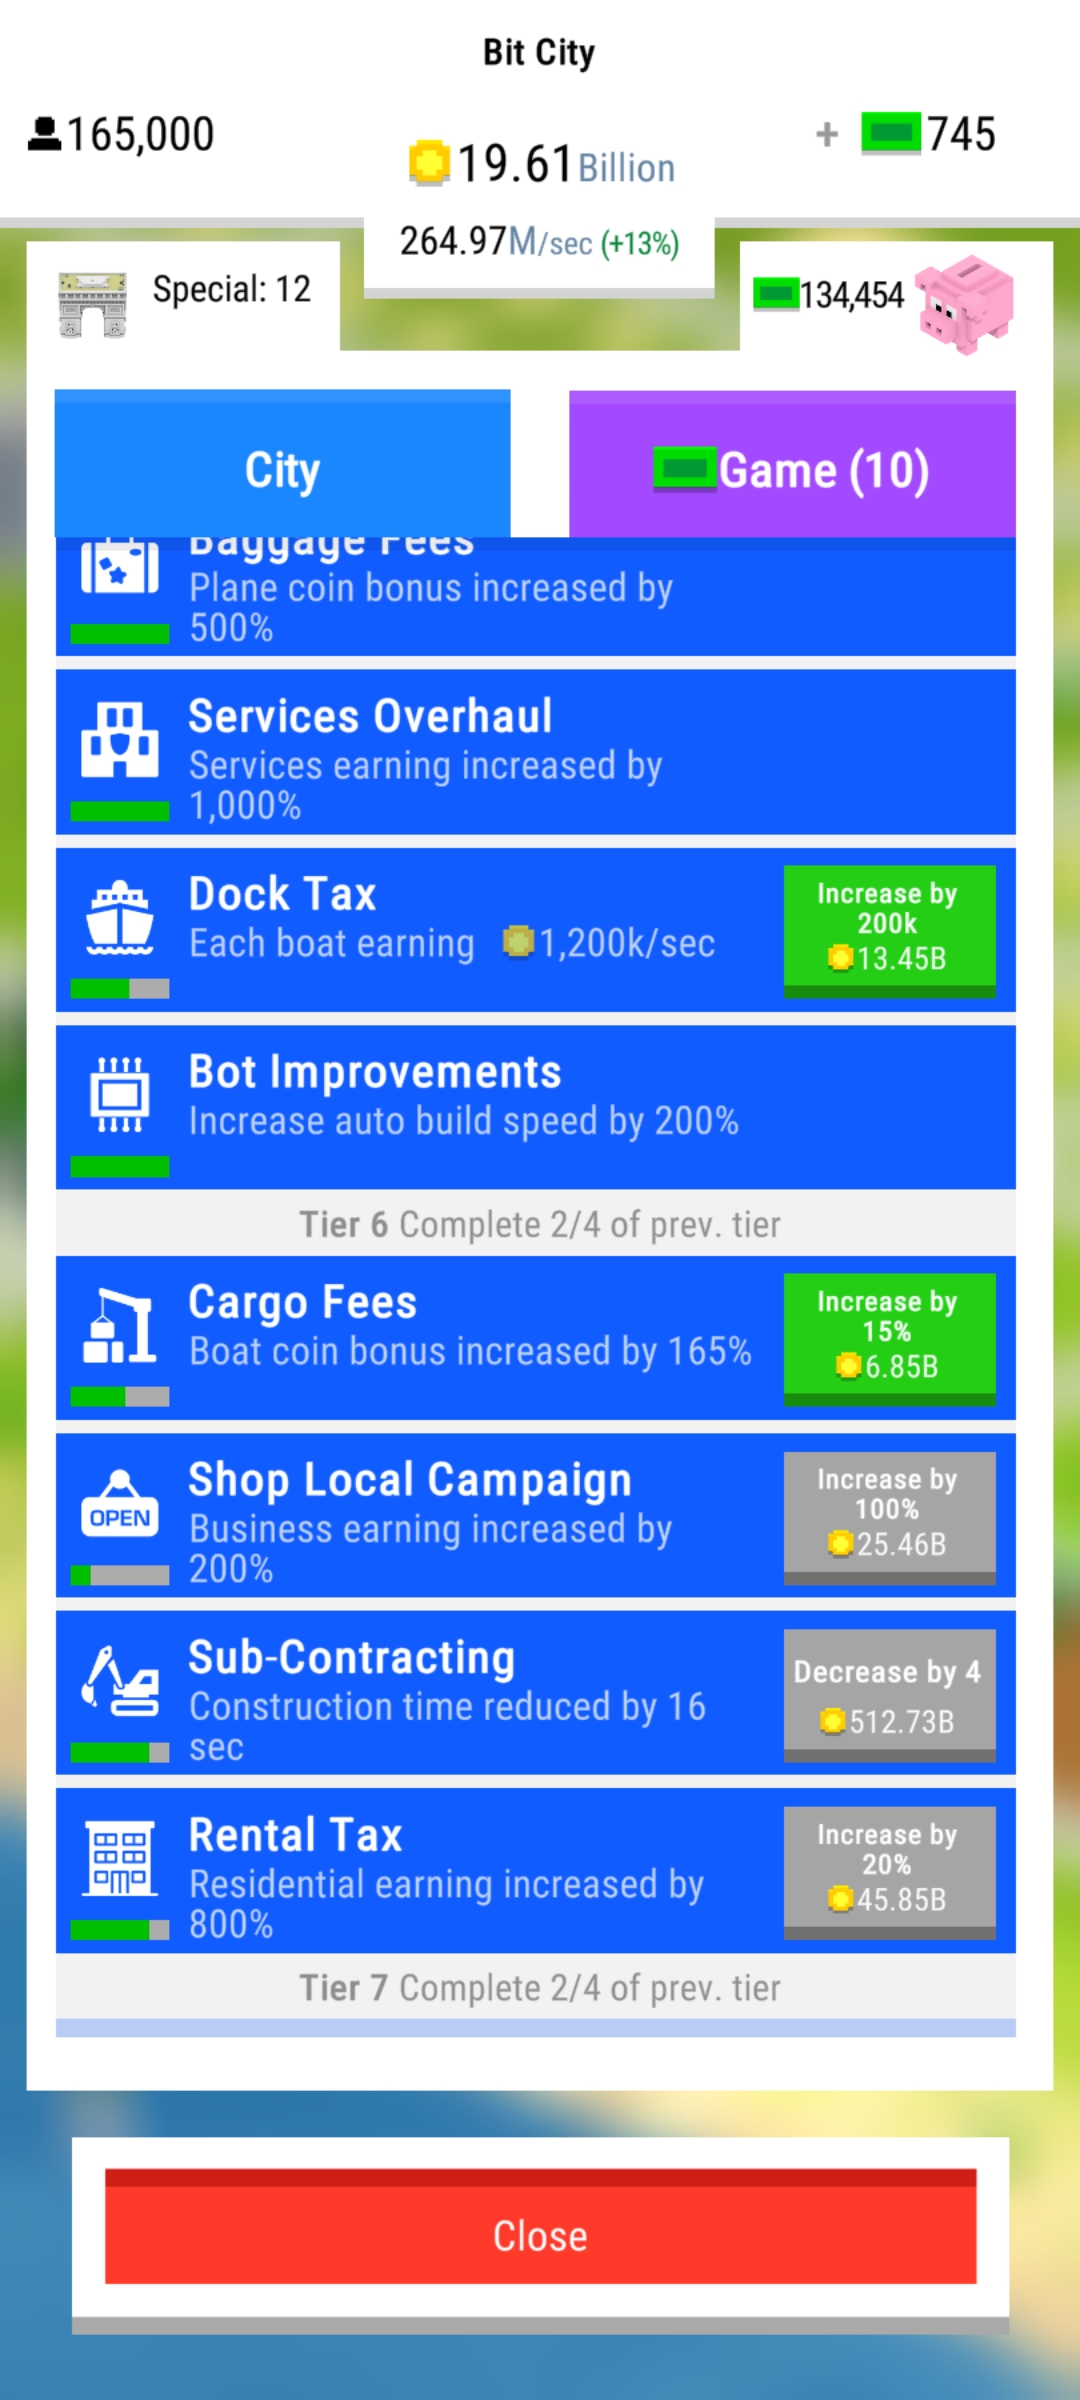 Bit City
165,000
19.61 Billion
+ 745
264.97M/sec (+13%)
Special: 12
134,454
City
Game (10)
Baggage Fees
Plane coin bonus increased by
500%
Services Overhaul
Services earning increased by
1,000%
Dock Tax
Each boat earning 1,200k/sec
Increase by
200k
13.45B
Bot Improvements
Increase auto build speed by 200%
Tier 6 Complete 2/4 of prev. tier
Cargo Fees
Boat coin bonus increased by 165%
Increase by
15%
6.85B
Shop Local Campaign
Business earning increased by
200%
OPEN
Increase by
100%
25.46B
Sub-Contracting
Construction time reduced by 16
sec
Decrease by 4
512.73B
Rental Tax
Residential earning increased by
800%
Increase by
20%
45.85B
Tier 7 Complete 2/4 of prev. tier
Close